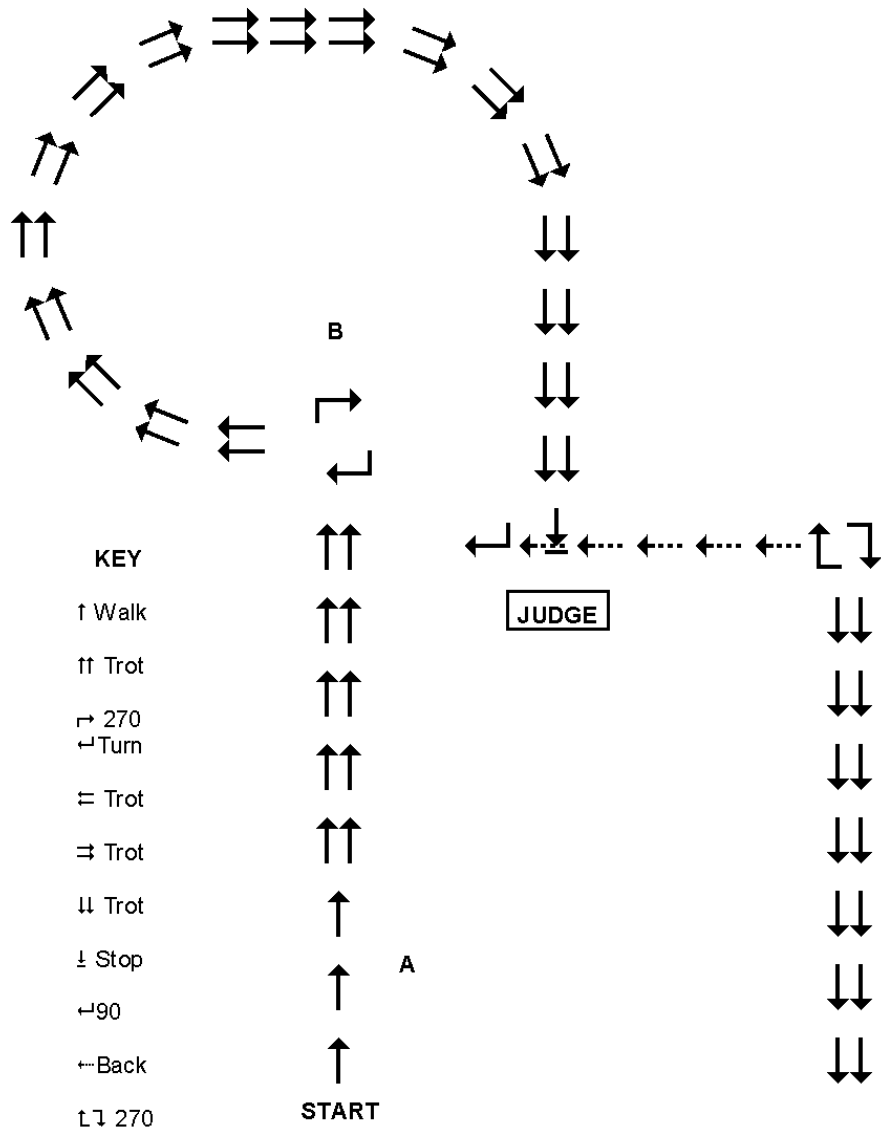 B
KEY
↑ Walk
JUDGE
⇈ Trot
↱ 270
↵ Turn
⇇ Trot
⇉ Trot
⇊ Trot
A
⤓ Stop
↵90
⇠Back
START
↥↴ 270